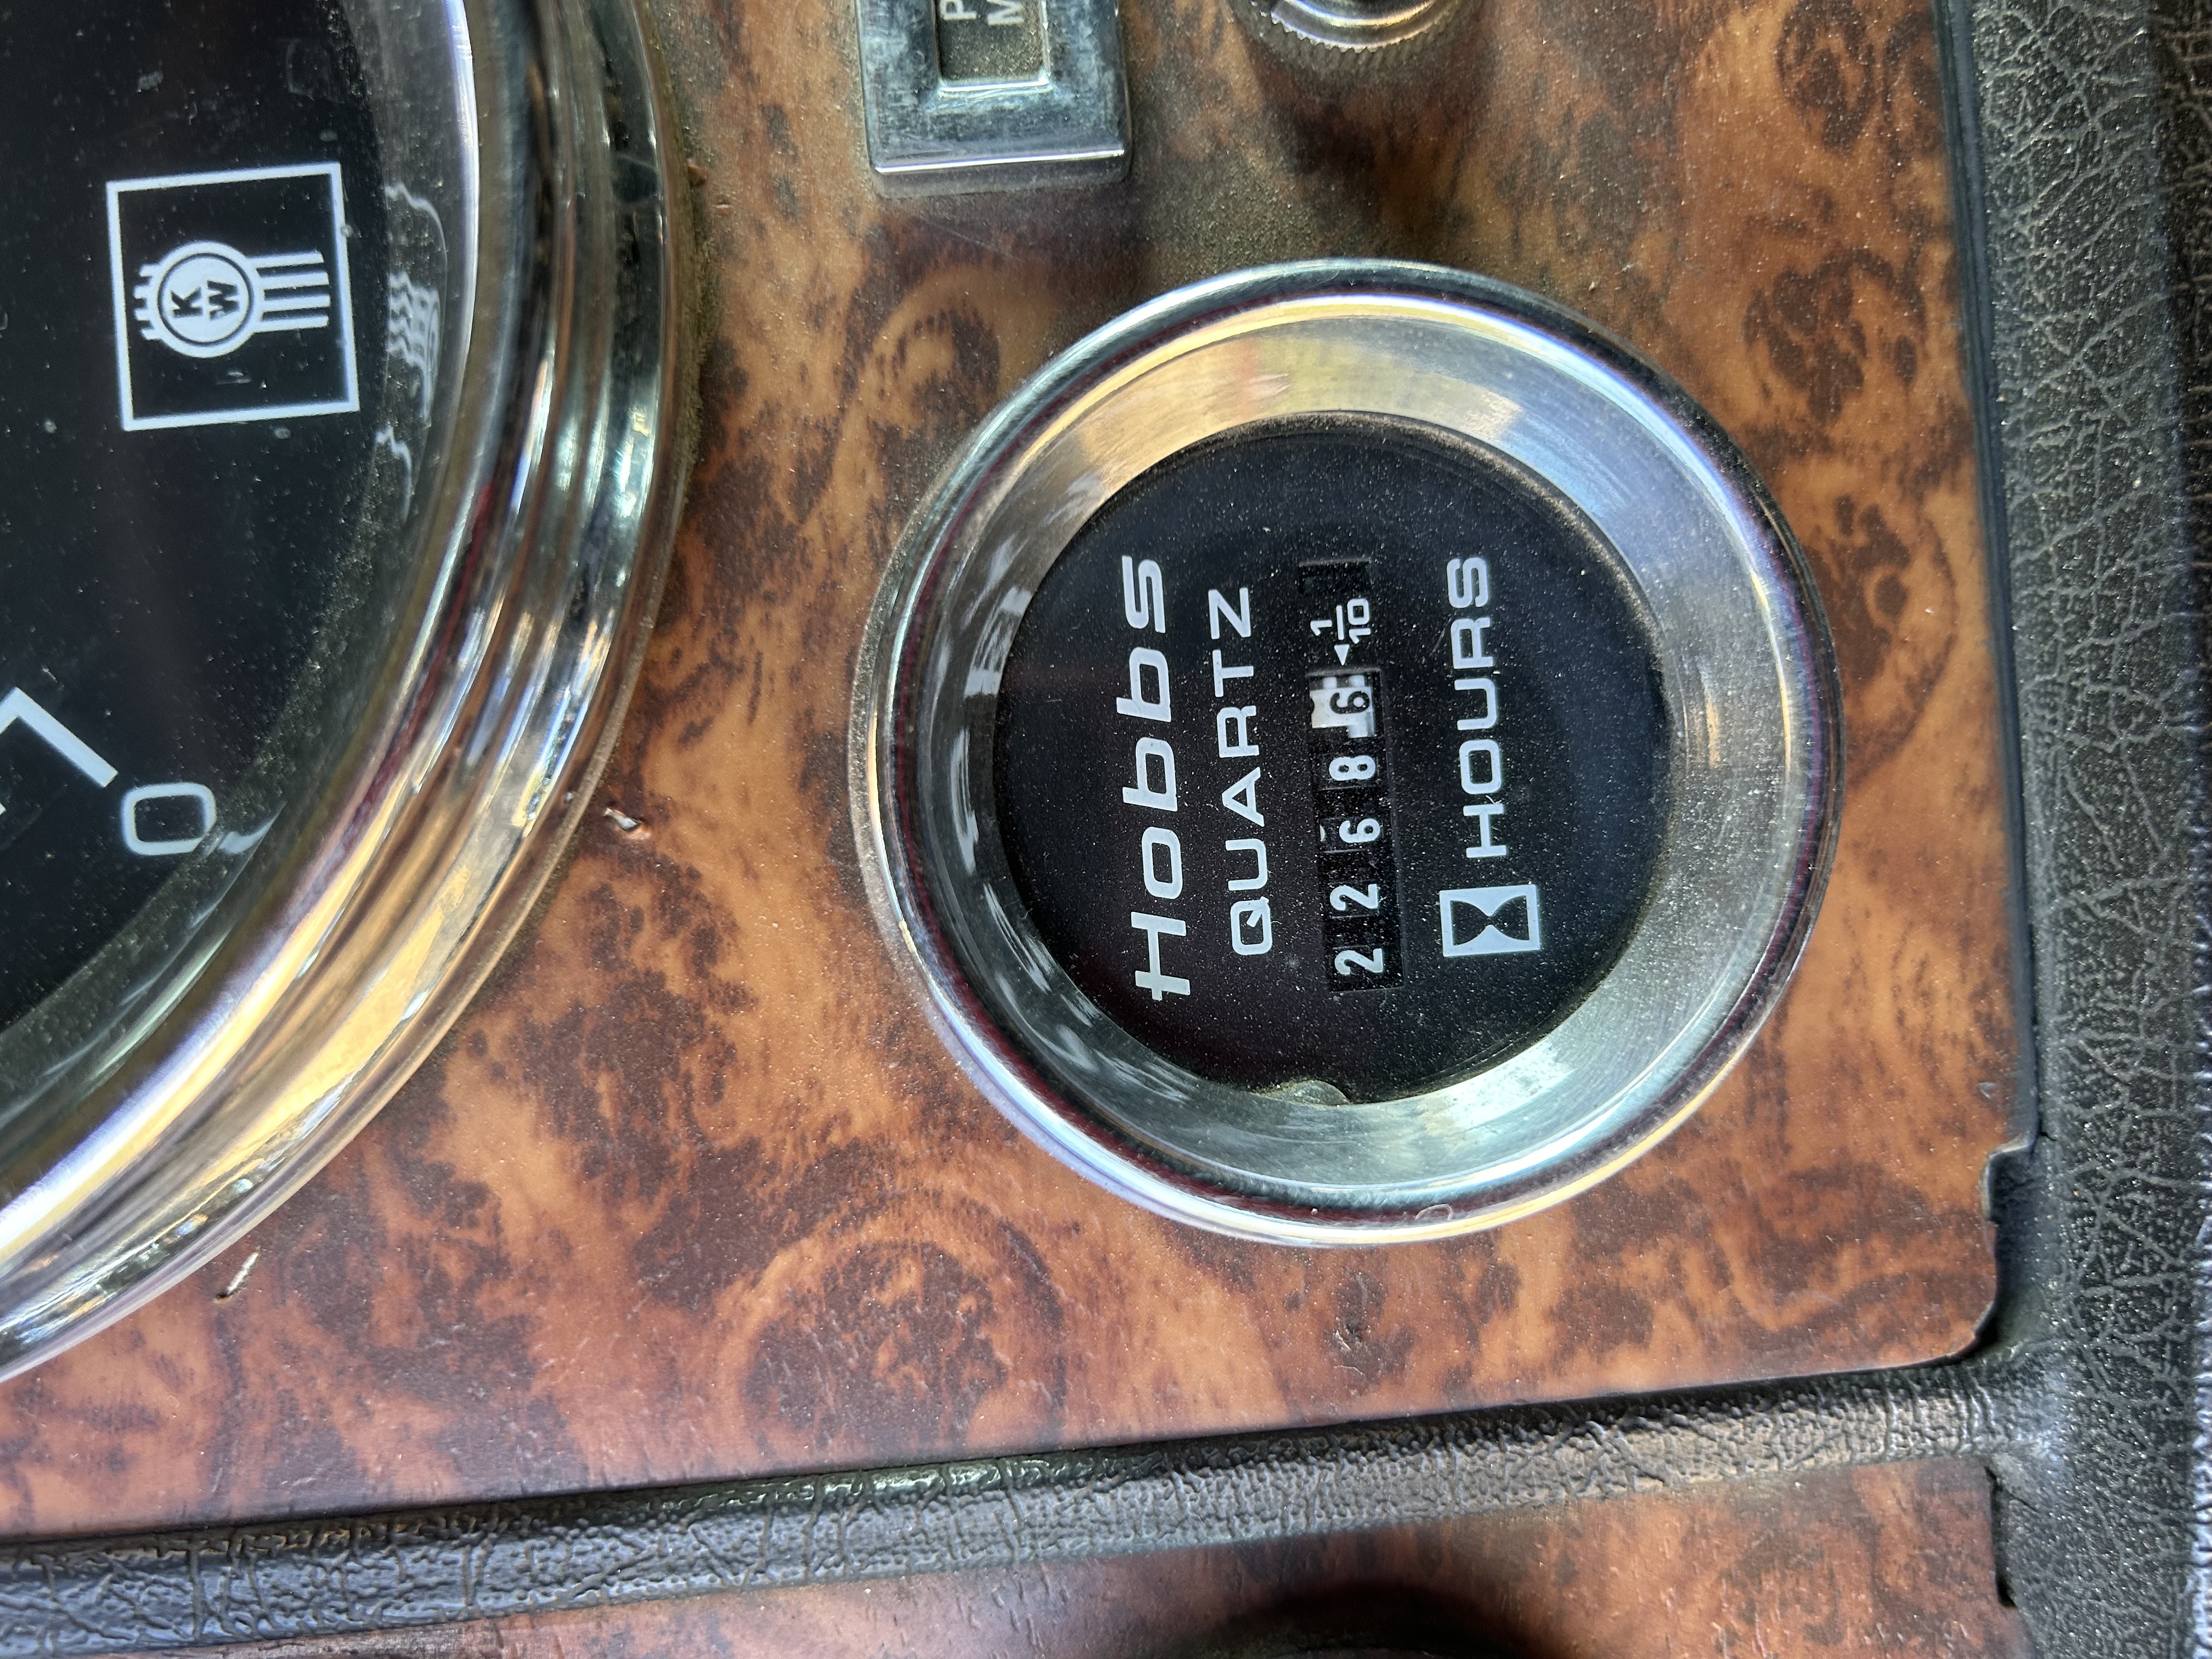 KW
0
P
M
Hobbs
QUARTZ
2 2 6 8 6 1/10
HOURS